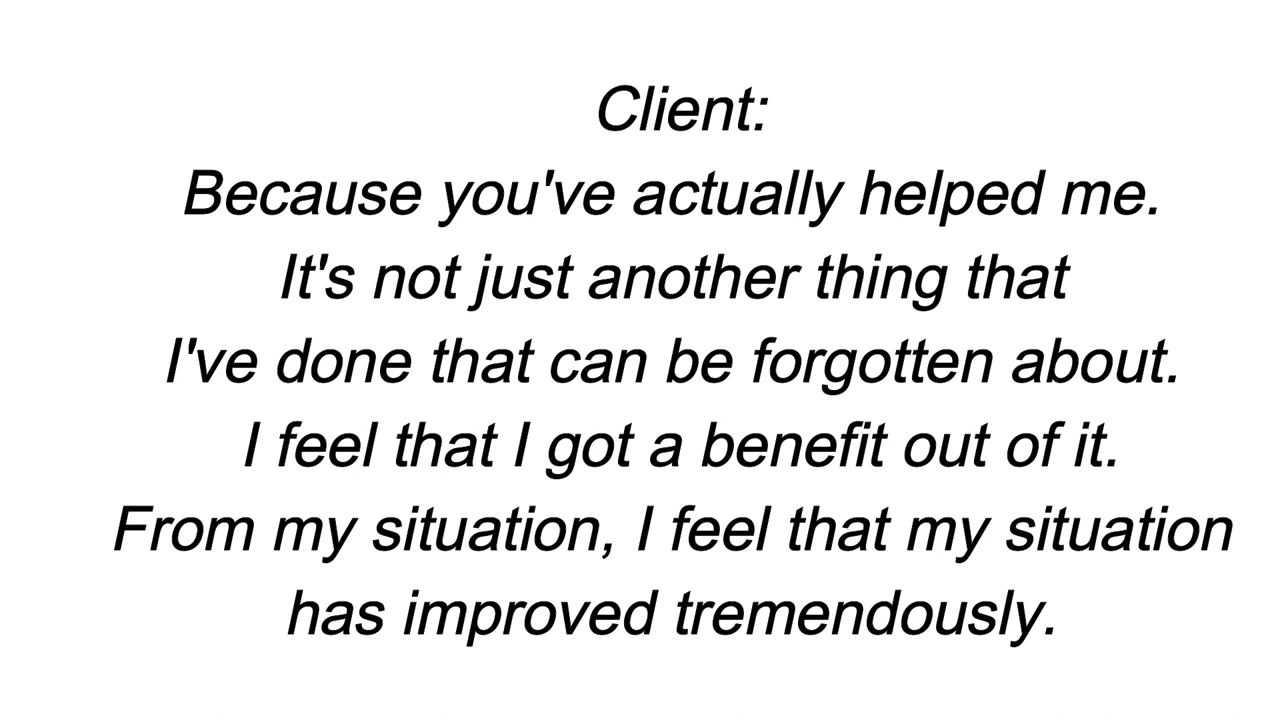 Client:
Because you've actually helped me.
It's not just another thing that
I've done that can be forgotten about.
I feel that I got a benefit out of it.
From my situation, I feel that my situation
has improved tremendously.